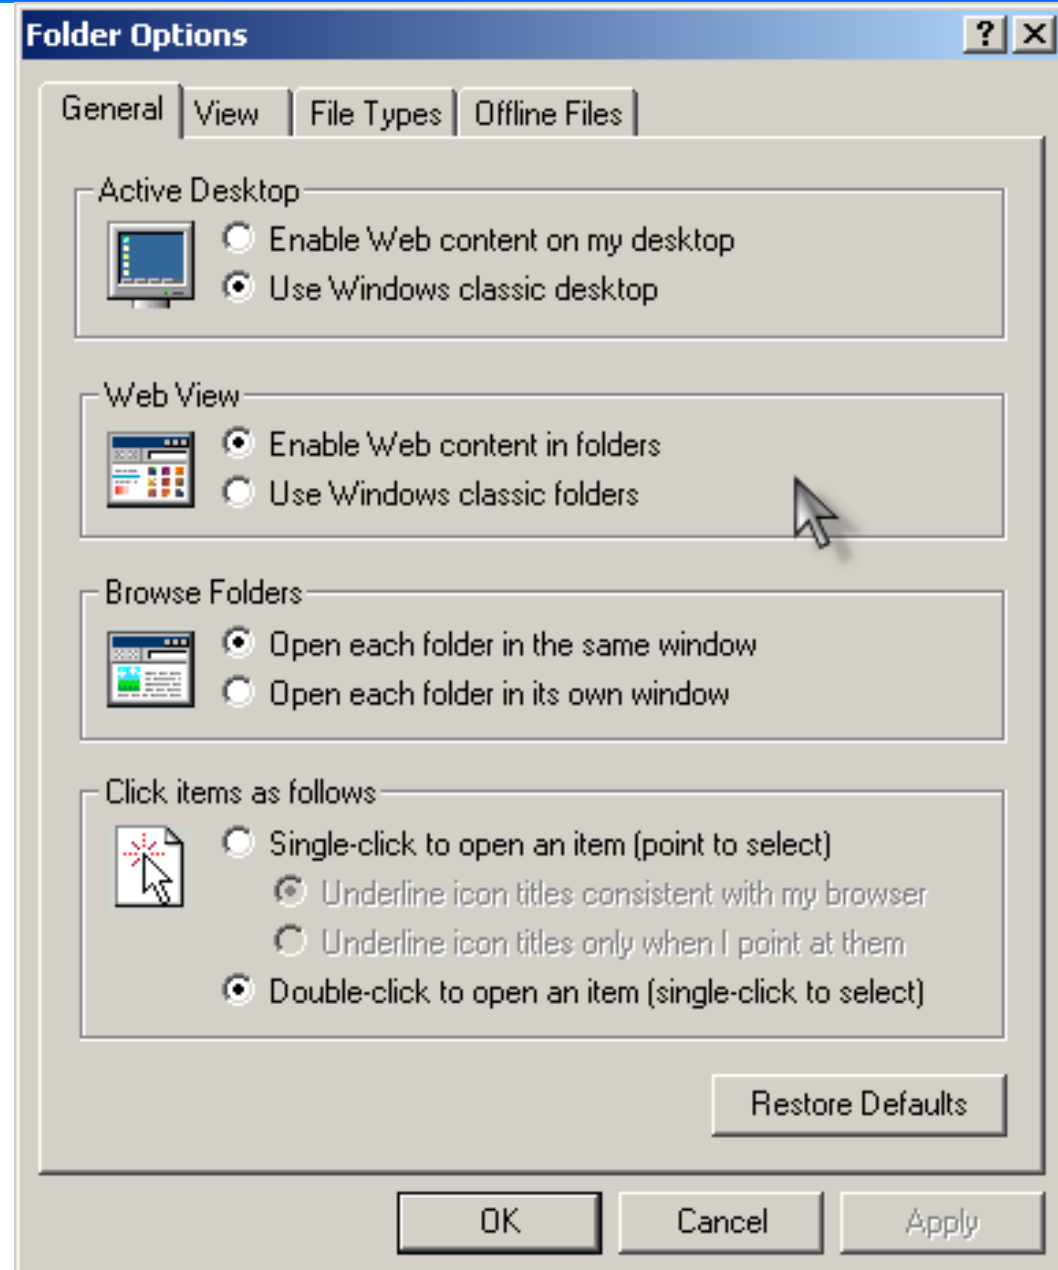 Folder Options
General View File Types Offline Files
Active Desktop
Enable Web content on my desktop
Use Windows classic desktop
Web View
Enable Web content in folders
Use Windows classic folders
Browse Folders
Open each folder in the same window
Open each folder in its own window
Click items as follows
Single-click to open an item (point to select)
Underline icon titles consistent with my browser
Underline icon titles only when I point at them
Double-click to open an item (single-click to select)
Restore Defaults
OK Cancel Apply